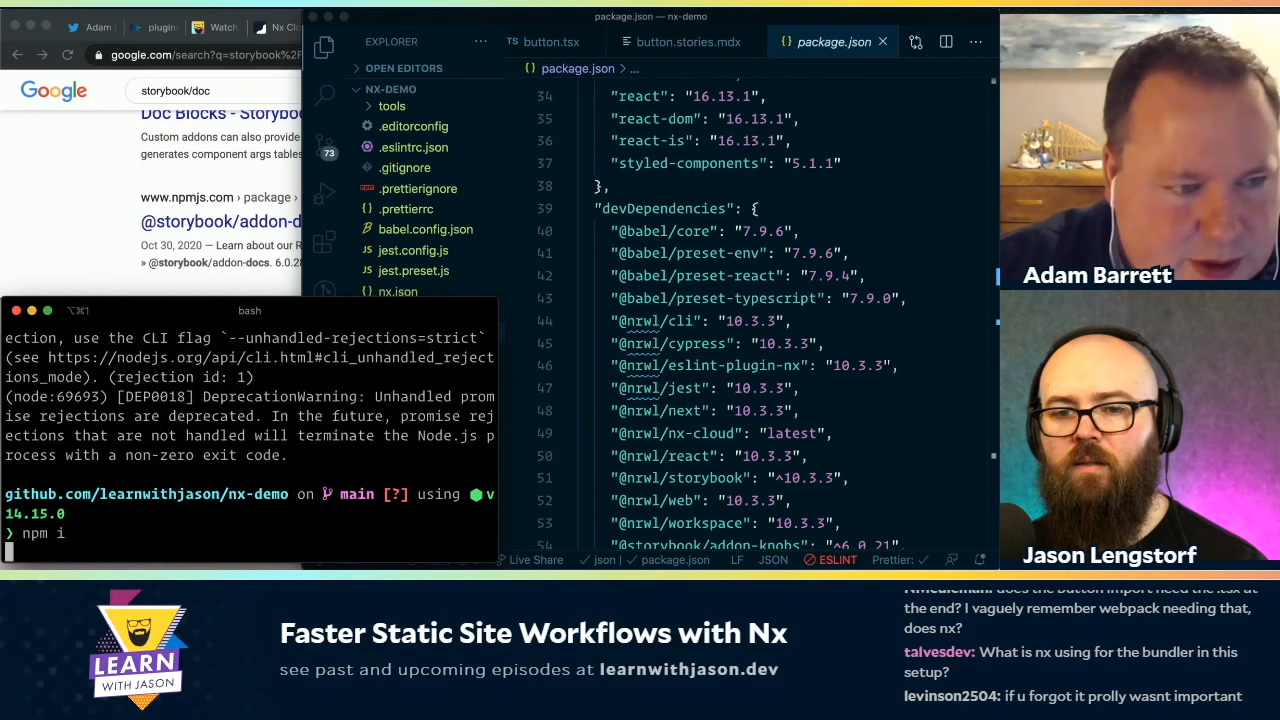 Adam
plugin
Watch
Nx Clo
google.com/search?q=storybook%2F
Google
storybook/doc
Doc Blocks - Storyboo
Custom addons can also provide
generates component args tables
www.npmjs.com › package ›
@storybook/addon-d
Oct 30, 2020 — Learn about our R
» @storybook/addon-docs. 6.0.28
package.json — nx-demo
EXPLORER
OPEN EDITORS
NX-DEMO
tools
.editorconfig
.eslintrc.json
.gitignore
.prettierignore
.prettierrc
babel.config.json
jest.config.js
jest.preset.js
nx.json
73
TS button.tsx
button.stories.mdx
{} package.json
{} package.json > ...
34 "react": "16.13.1",
35 "react-dom": "16.13.1",
36 "react-is": "16.13.1",
37 "styled-components": "5.1.1"
38 },
39 "devDependencies": {
40 "@babel/core": "7.9.6",
41 "@babel/preset-env": "7.9.6",
42 "@babel/preset-react": "7.9.4",
43 "@babel/preset-typescript": "7.9.0",
44 "@nrwl/cli": "10.3.3",
45 "@nrwl/cypress": "10.3.3",
46 "@nrwl/eslint-plugin-nx": "10.3.3",
47 "@nrwl/jest": "10.3.3",
48 "@nrwl/next": "10.3.3",
49 "@nrwl/nx-cloud": "latest",
50 "@nrwl/react": "10.3.3",
51 "@nrwl/storybook": "^10.3.3",
52 "@nrwl/web": "10.3.3",
53 "@nrwl/workspace": "10.3.3",
54 "@storybook/addon-knobs": "^6.0.21",
Live Share
json
package.json
LF
JSON
ESLINT
Prettier: ✓
⌥⌘1
bash
ection, use the CLI flag `--unhandled-rejections=strict`
(see https://nodejs.org/api/cli.html#cli_unhandled_reject
ions_mode). (rejection id: 1)
(node:69693) [DEP0018] DeprecationWarning: Unhandled prom
ise rejections are deprecated. In the future, promise rej
ections that are not handled will terminate the Node.js p
rocess with a non-zero exit code.
github.com/learnwithjason/nx-demo on main [?] using v
14.15.0
❯ npm i
Adam Barrett
Jason Lengstorf
LEARN
WITH JASON
Faster Static Site Workflows with Nx
see past and upcoming episodes at learnwithjason.dev
does the button import need the .tsx at
the end? I vaguely remember webpack needing that,
does nx?
talvesdev: What is nx using for the bundler in this
setup?
levinson2504: if u forgot it prolly wasnt important